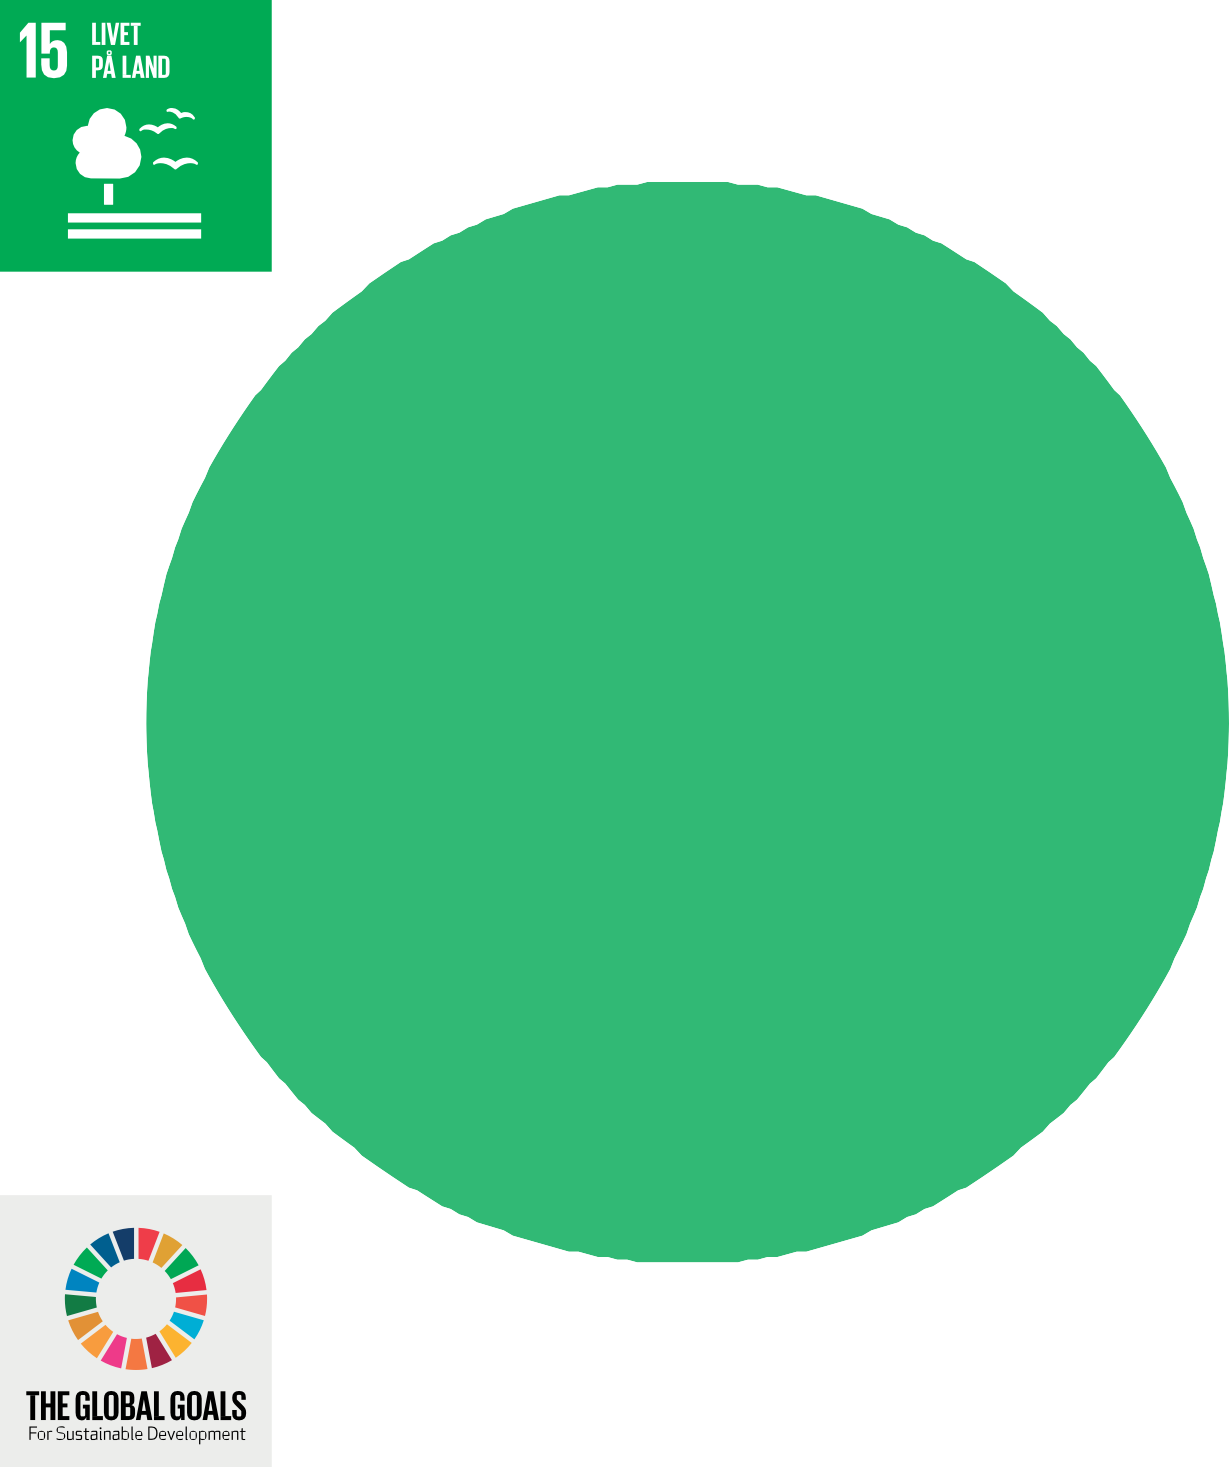 15 LIVET
PÅ LAND
THE GLOBAL GOALS
For Sustainable Development